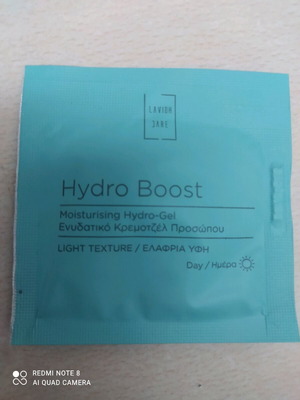 LAVISH
CARE
Hydro Boost
Moisturising Hydro-Gel
Ενυδατικό Κρεμοτζέλ Προσώπου
LIGHT TEXTURE / ΕΛΑΦΡΙΑ ΥΦΗ
Day / Ημέρα
REDMI NOTE 8
AI QUAD CAMERA